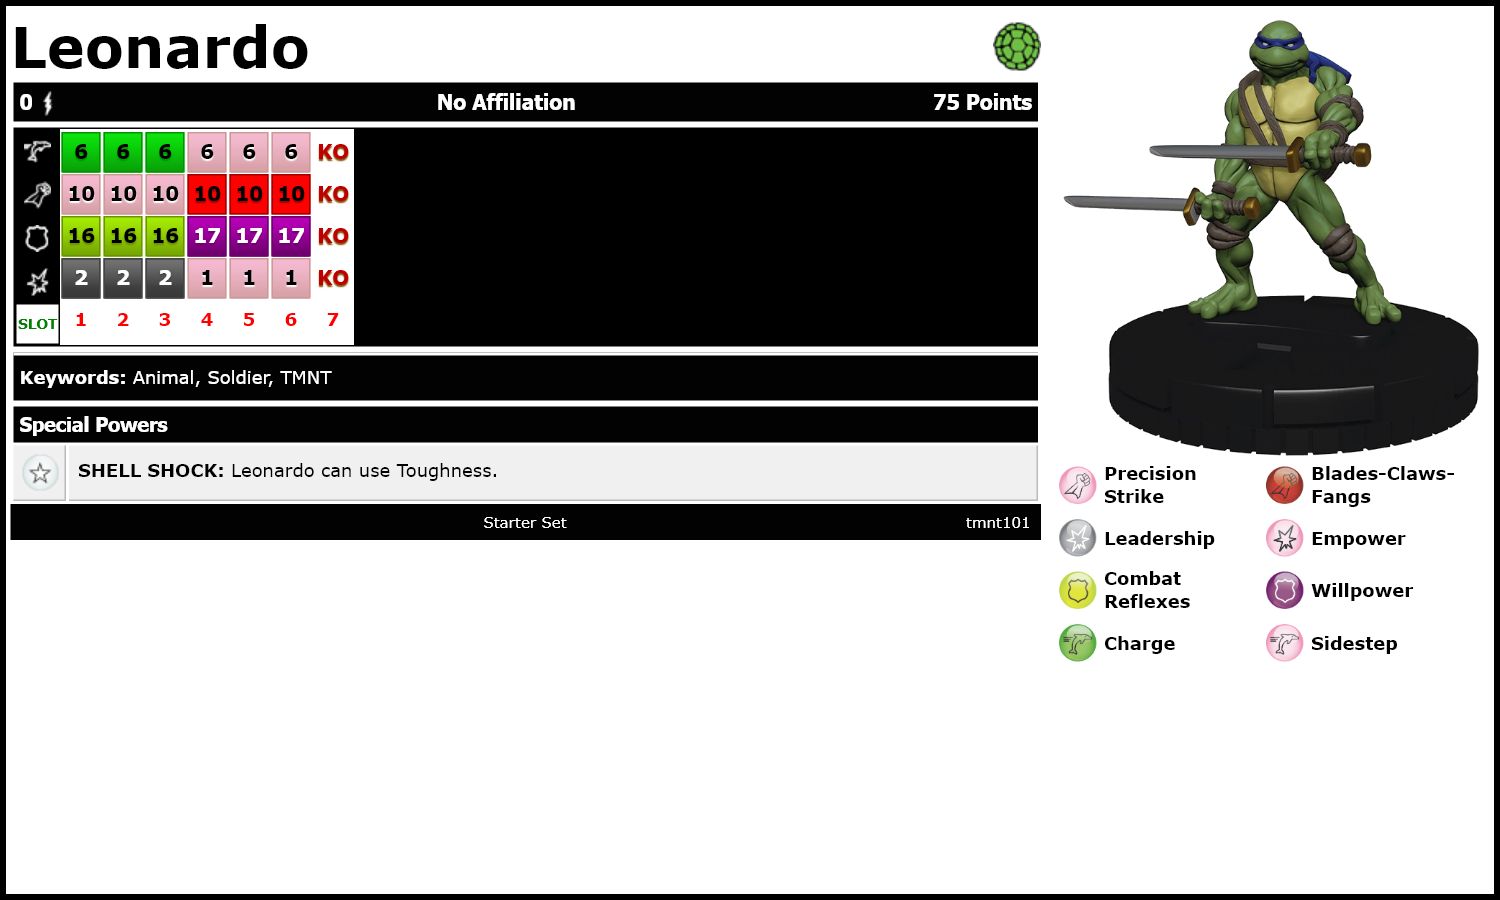 Leonardo
0 No Affiliation 75 Points
6 6 6 6 6 6 KO
10 10 10 10 10 10 KO
16 16 16 17 17 17 KO
2 2 2 1 1 1 KO
SLOT 1 2 3 4 5 6 7
Keywords: Animal, Soldier, TMNT
Special Powers
SHELL SHOCK: Leonardo can use Toughness.
Starter Set tmnt101
Precision
Strike
Blades-Claws-
Fangs
Leadership
Empower
Combat
Reflexes
Willpower
Charge
Sidestep